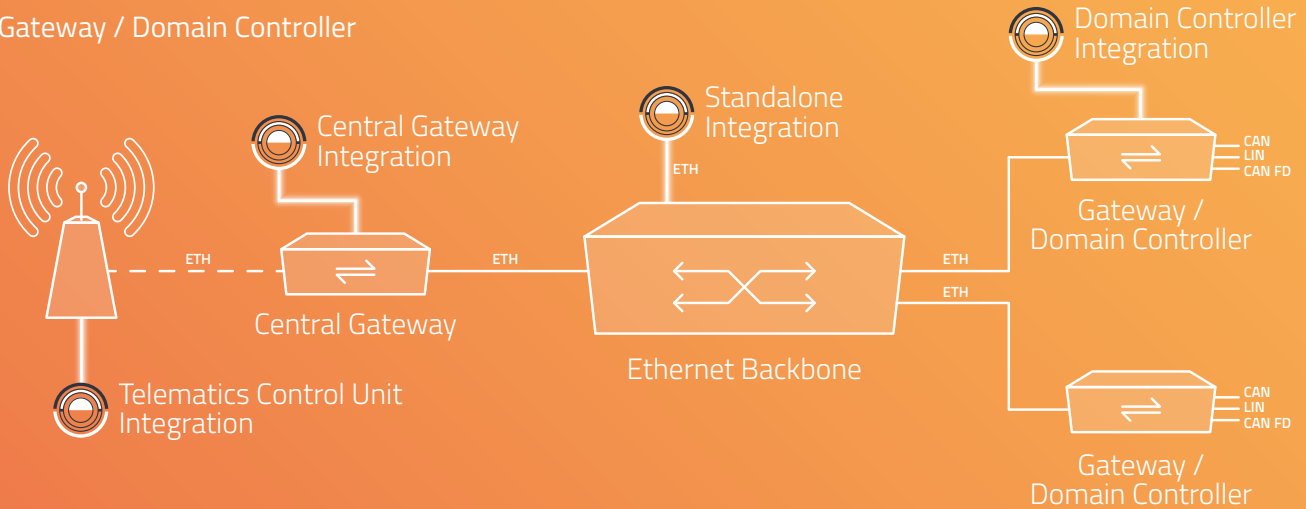 Gateway / Domain Controller
Domain Controller
Integration
Standalone
Integration
Central Gateway
Integration
CAN
LIN
CAN FD
ETH
Gateway /
Domain Controller
ETH
ETH
ETH
ETH
Central Gateway
Ethernet Backbone
Telematics Control Unit
Integration
CAN
LIN
CAN FD
Gateway /
Domain Controller